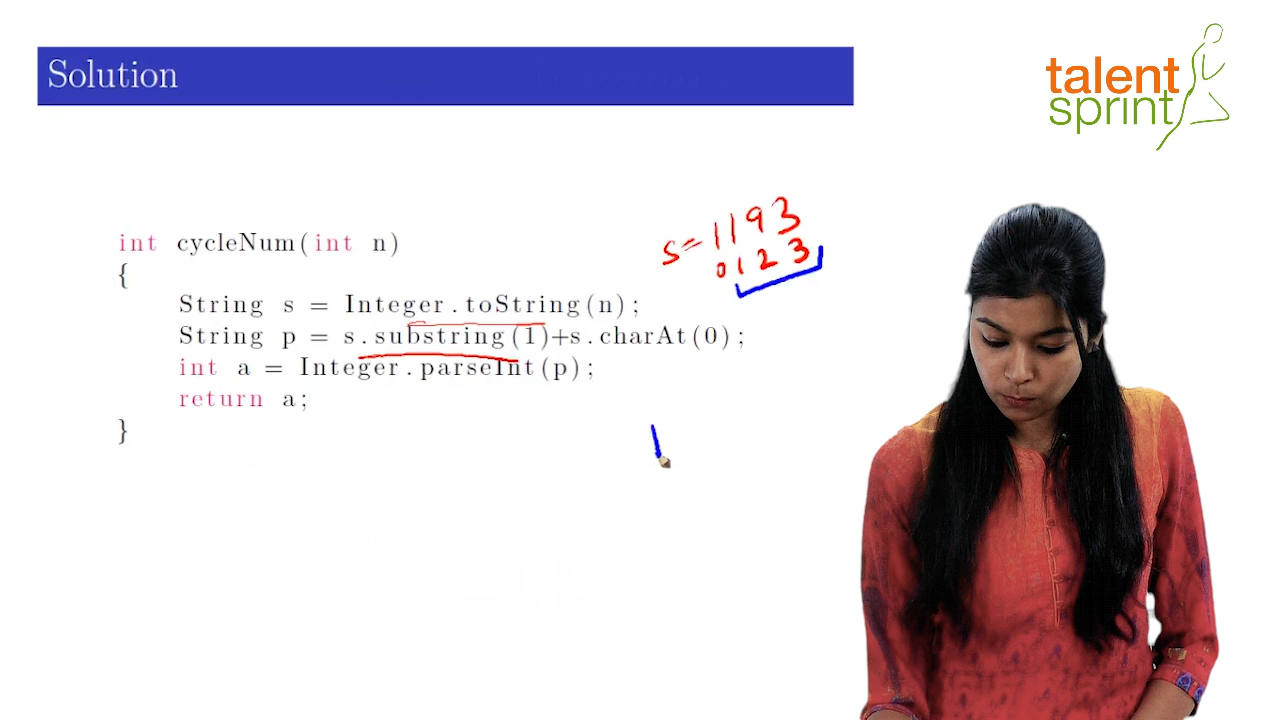 Solution
talent
sprint
int cycleNum(int n)
{
String s = Integer.toString(n);
String p = s.substring(1)+s.charAt(0);
int a = Integer.parseInt(p);
return a;
}
s=1193
0123